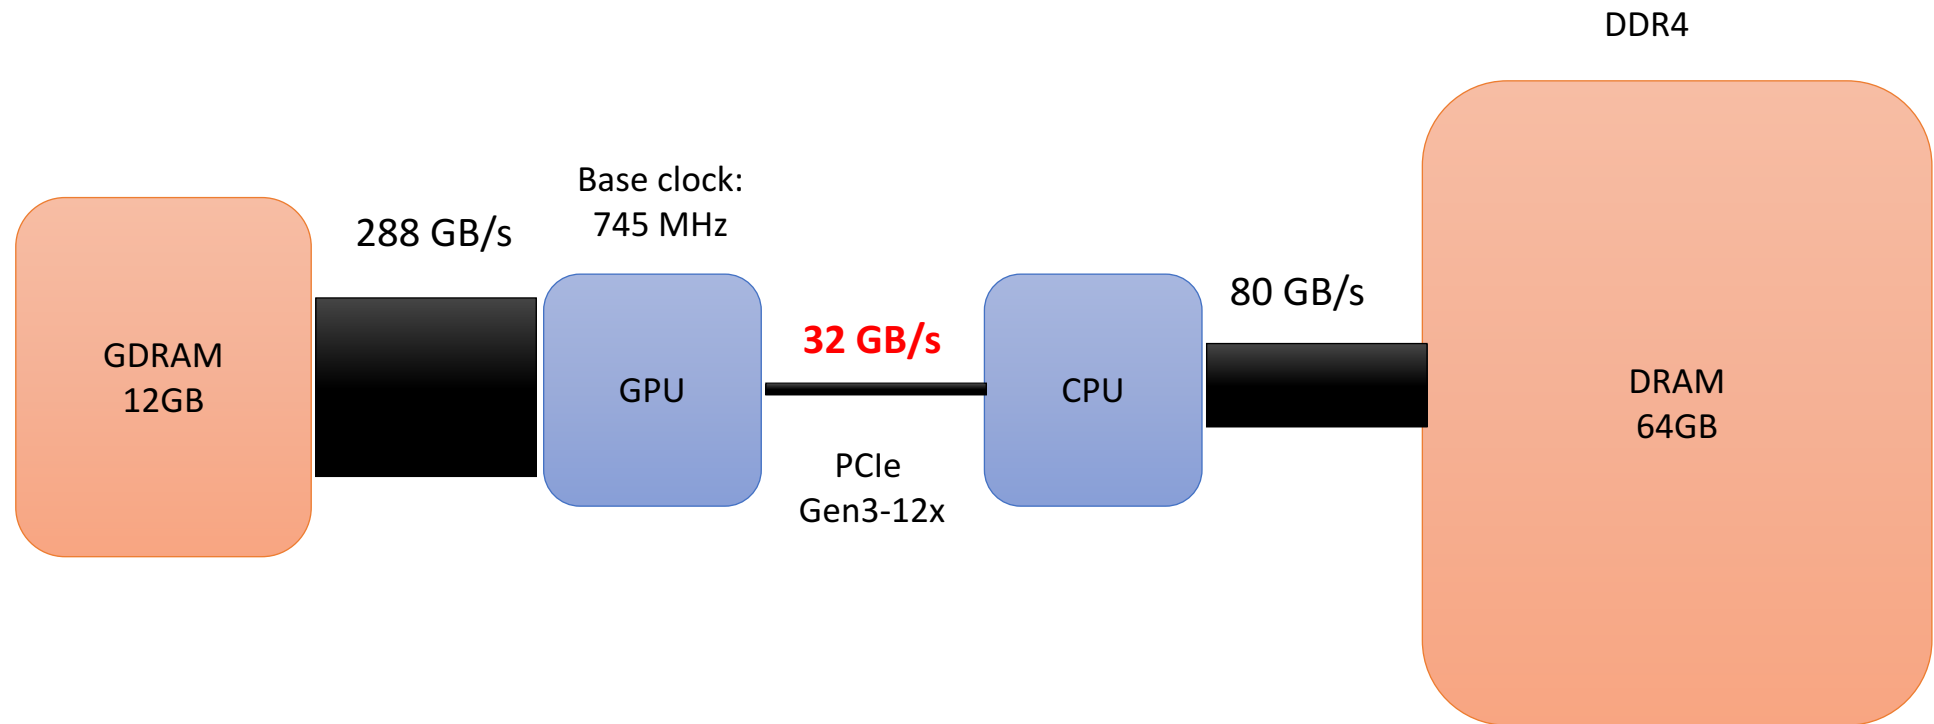 DDR4
Base clock:
745 MHz
288 GB/s
80 GB/s
32 GB/s
GDRAM
12GB
GPU
CPU
DRAM
64GB
PCIe
Gen3-12x